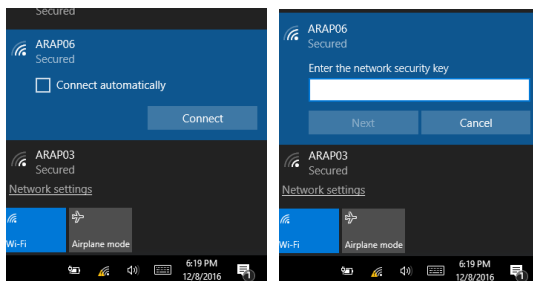 Secured
ARAP06
Secured
Connect automatically
Connect
ARAP03
Secured
Network settings
Wi-Fi
Airplane mode
6:19 PM
12/8/2016
1
ARAP06
Secured
Enter the network security key
Next
Cancel
ARAP03
Secured
Network settings
Wi-Fi
Airplane mode
6:19 PM
12/8/2016
1